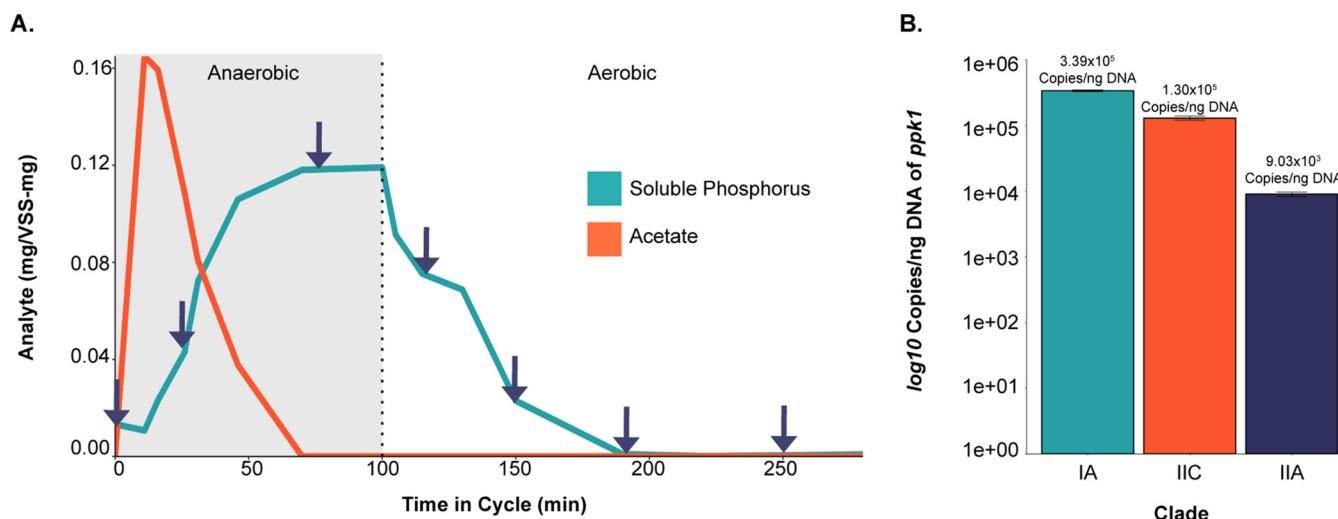 A.
Analyte (mg/VSS-mg)
0.16
0.12
0.08
0.04
0.00
Anaerobic
Aerobic
Soluble Phosphorus
Acetate
0
50
100
150
200
250
Time in Cycle (min)
B.
log10 Copies/ng DNA of ppk1
1e+06
1e+05
1e+04
1e+03
1e+02
1e+01
1e+00
3.39x10⁵
Copies/ng DNA
1.30x10⁵
Copies/ng DNA
9.03x10³
Copies/ng DNA
IA
IIC
IIA
Clade